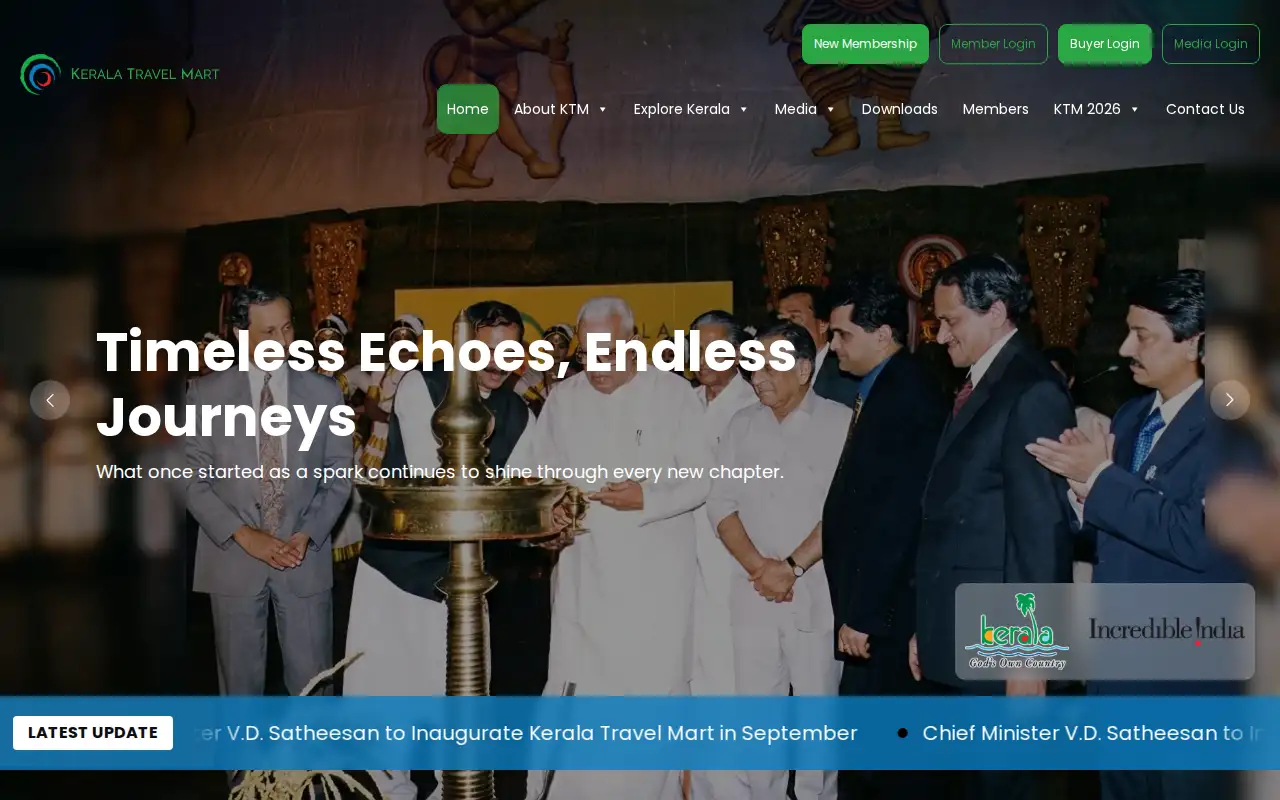 New Membership
Member Login
Buyer Login
Media Login
KERALA TRAVEL MART
Home
About KTM
Explore Kerala
Media
Downloads
Members
KTM 2026
Contact Us
Timeless Echoes, Endless
Journeys
What once started as a spark continues to shine through every new chapter.
kerala
God's Own Country
Incredible !ndia
LATEST UPDATE
er V.D. Satheesan to Inaugurate Kerala Travel Mart in September
Chief Minister V.D. Satheesan to In